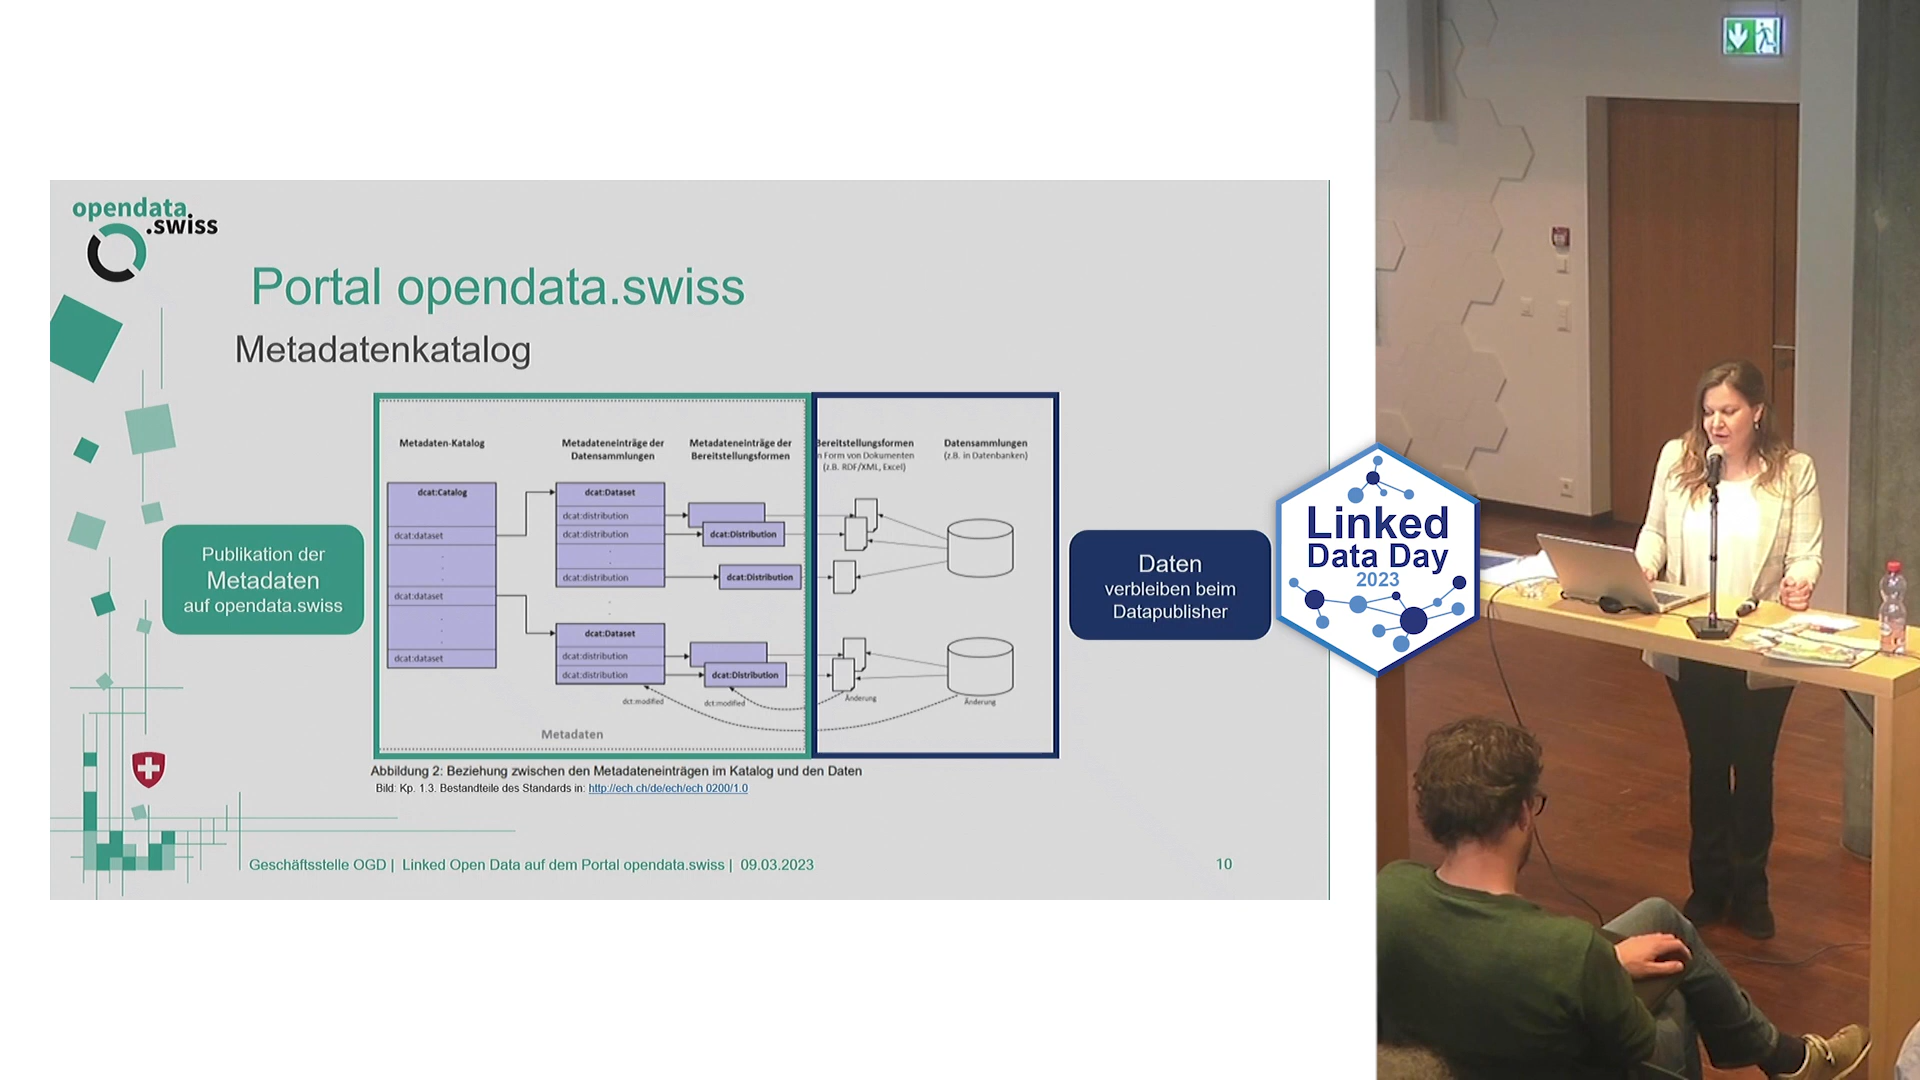 opendata
.swiss
Portal opendata.swiss
Metadatenkatalog
Metadaten-Katalog
Metadateneinträge der
Datensammlungen
Metadateneinträge der
Bereitstellungsformen
Bereitstellungsformen
n Form von Dokumenten
(z.B. RDF/XML, Excel)
Datensammlungen
(z.B. in Datenbanken)
dcat:Catalog
dcat:dataset
dcat:dataset
dcat:dataset
dcat:Dataset
dcat:distribution
dcat:distribution
dcat:distribution
dcat:Distribution
dcat:Distribution
dcat:Dataset
dcat:distribution
dcat:distribution
dcat:Distribution
dct:modified
dct:modified
Änderung
Änderung
Metadaten
Publikation der
Metadaten
auf opendata.swiss
Daten
verbleiben beim
Datapublisher
Linked
Data Day
2023
Abbildung 2: Beziehung zwischen den Metadateneinträgen im Katalog und den Daten
Bild: Kp. 1.3. Bestandteile des Standards in: http://ech.ch/de/ech/ech 0200/1.0
Geschäftsstelle OGD | Linked Open Data auf dem Portal opendata.swiss | 09.03.2023
10